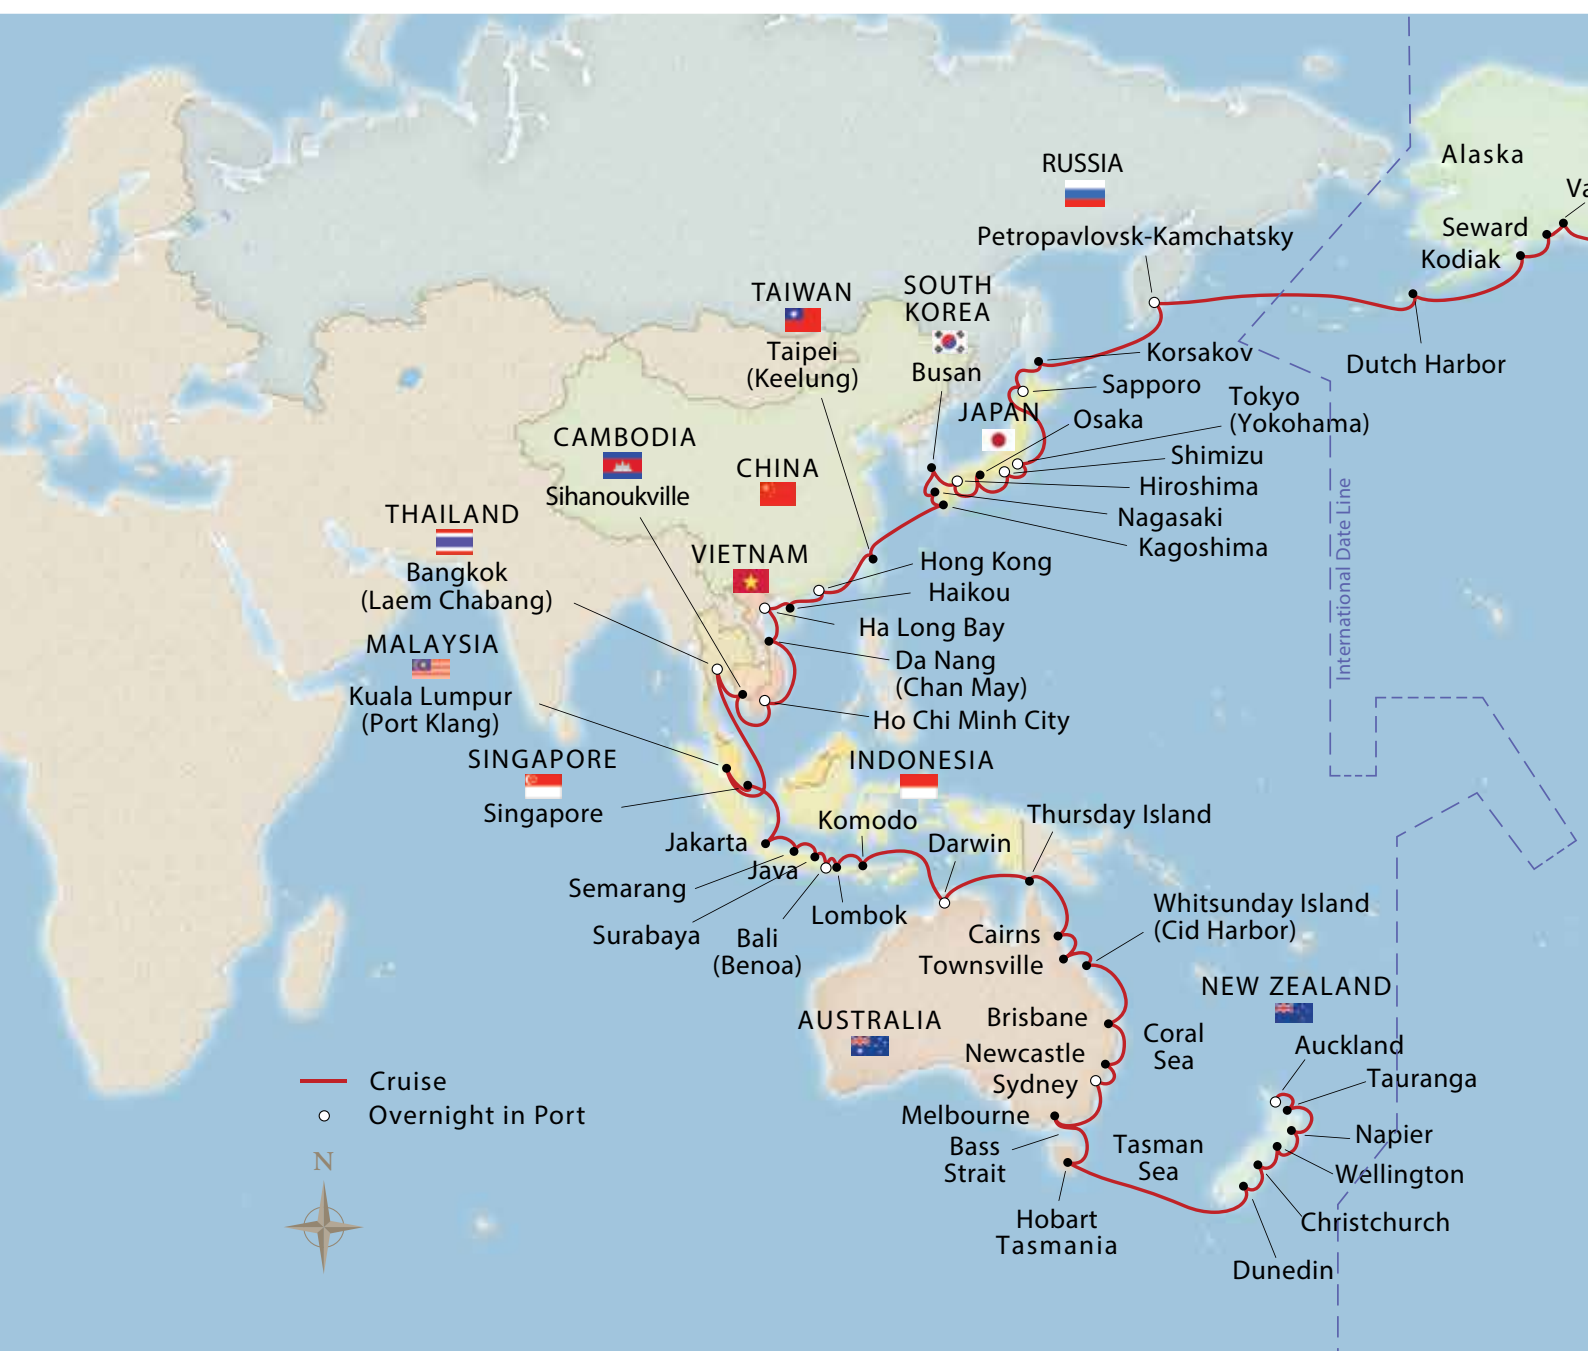 Alaska
RUSSIA
Va
Seward
Petropavlovsk-Kamchatsky
Kodiak
SOUTH
KOREA
TAIWAN
Taipei
(Keelung)
Busan
Korsakov
Dutch Harbor
Sapporo
Tokyo
(Yokohama)
JAPAN
Osaka
CAMBODIA
Sihanoukville
CHINA
Shimizu
Hiroshima
International Date Line
THAILAND
Bangkok
(Laem Chabang)
Nagasaki
Kagoshima
VIETNAM
Hong Kong
Haikou
Ha Long Bay
MALAYSIA
Kuala Lumpur
(Port Klang)
Da Nang
(Chan May)
Ho Chi Minh City
SINGAPORE
Singapore
INDONESIA
Komodo
Thursday Island
Jakarta
Darwin
Java
Semarang
Lombok
Surabaya
Bali
(Benoa)
Whitsunday Island
(Cid Harbor)
Cairns
Townsville
NEW ZEALAND
AUSTRALIA
Brisbane
Coral
Sea
Newcastle
Sydney
Auckland
Tauranga
Cruise
Overnight in Port
Melbourne
Bass
Strait
Tasman
Sea
Napier
Wellington
N
Hobart
Tasmania
Christchurch
Dunedin